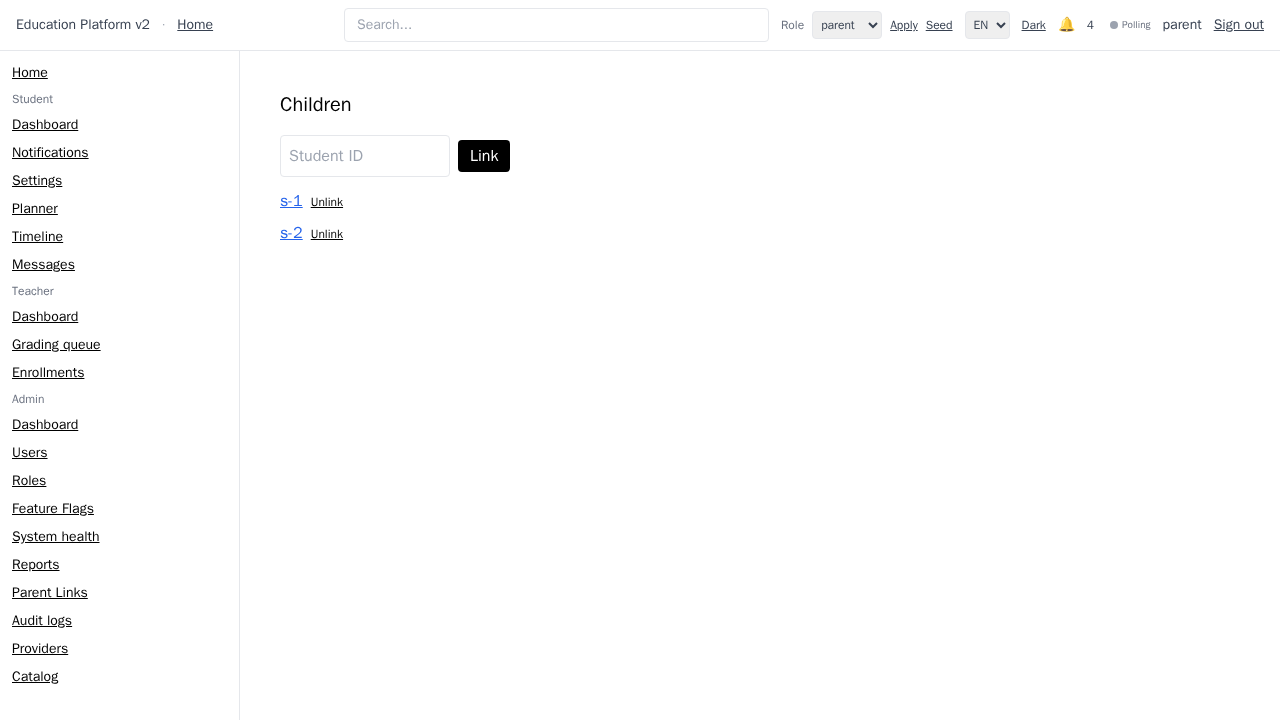 Education Platform v2 · Home
Search...
Role parent Apply Seed EN Dark 🔔 4 Polling parent Sign out
Home
Student
Dashboard
Notifications
Settings
Planner
Timeline
Messages
Teacher
Dashboard
Grading queue
Enrollments
Admin
Dashboard
Users
Roles
Feature Flags
System health
Reports
Parent Links
Audit logs
Providers
Catalog
Children
Student ID Link
s-1 Unlink
s-2 Unlink